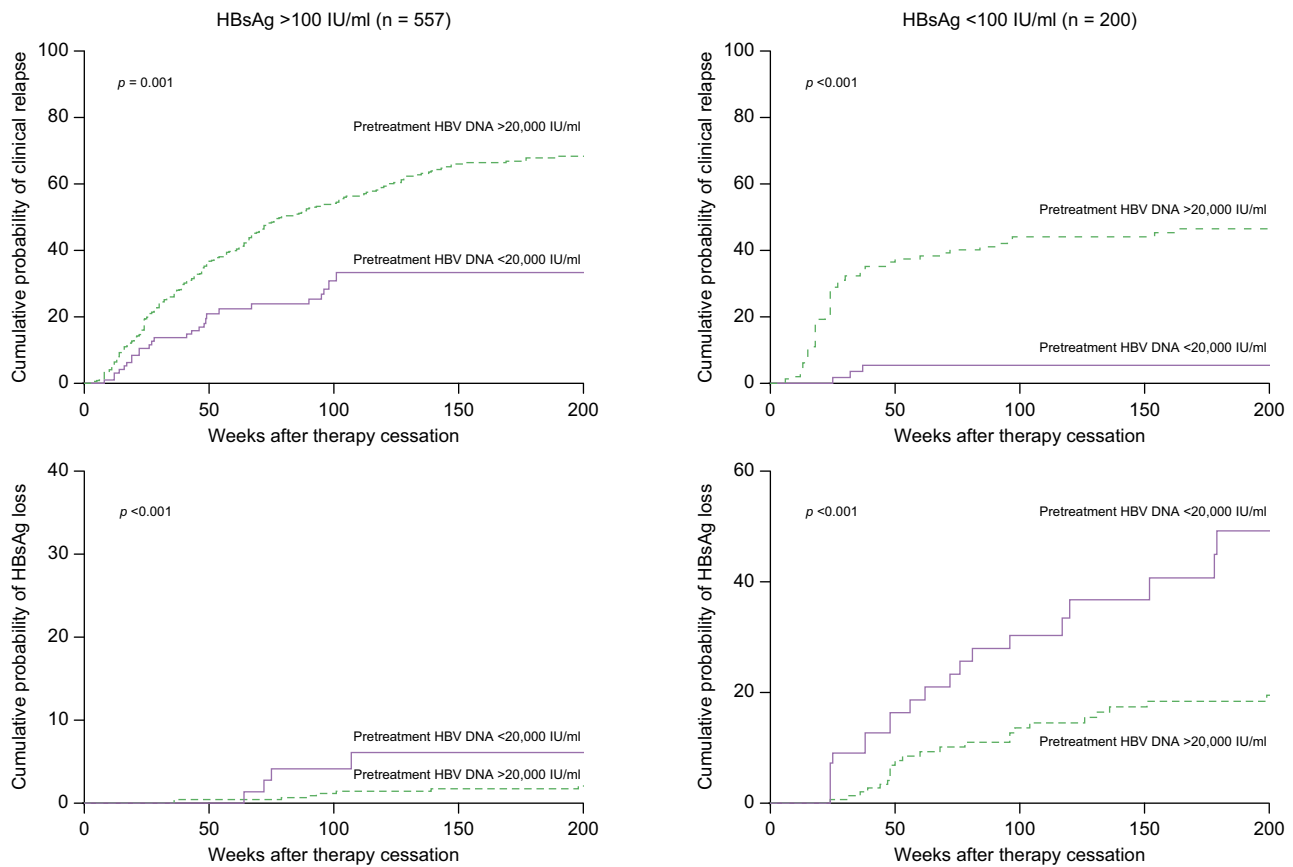 HBsAg >100 IU/ml (n = 557)
Cumulative probability of clinical relapse
100
80
60
40
20
0
p = 0.001
Pretreatment HBV DNA >20,000 IU/ml
Pretreatment HBV DNA <20,000 IU/ml
0 50 100 150 200
Weeks after therapy cessation
HBsAg <100 IU/ml (n = 200)
Cumulative probability of clinical relapse
100
80
60
40
20
0
p <0.001
Pretreatment HBV DNA >20,000 IU/ml
Pretreatment HBV DNA <20,000 IU/ml
0 50 100 150 200
Weeks after therapy cessation
Cumulative probability of HBsAg loss
40
30
20
10
0
p <0.001
Pretreatment HBV DNA <20,000 IU/ml
Pretreatment HBV DNA >20,000 IU/ml
0 50 100 150 200
Weeks after therapy cessation
Cumulative probability of HBsAg loss
60
40
20
0
p <0.001
Pretreatment HBV DNA <20,000 IU/ml
Pretreatment HBV DNA >20,000 IU/ml
0 50 100 150 200
Weeks after therapy cessation